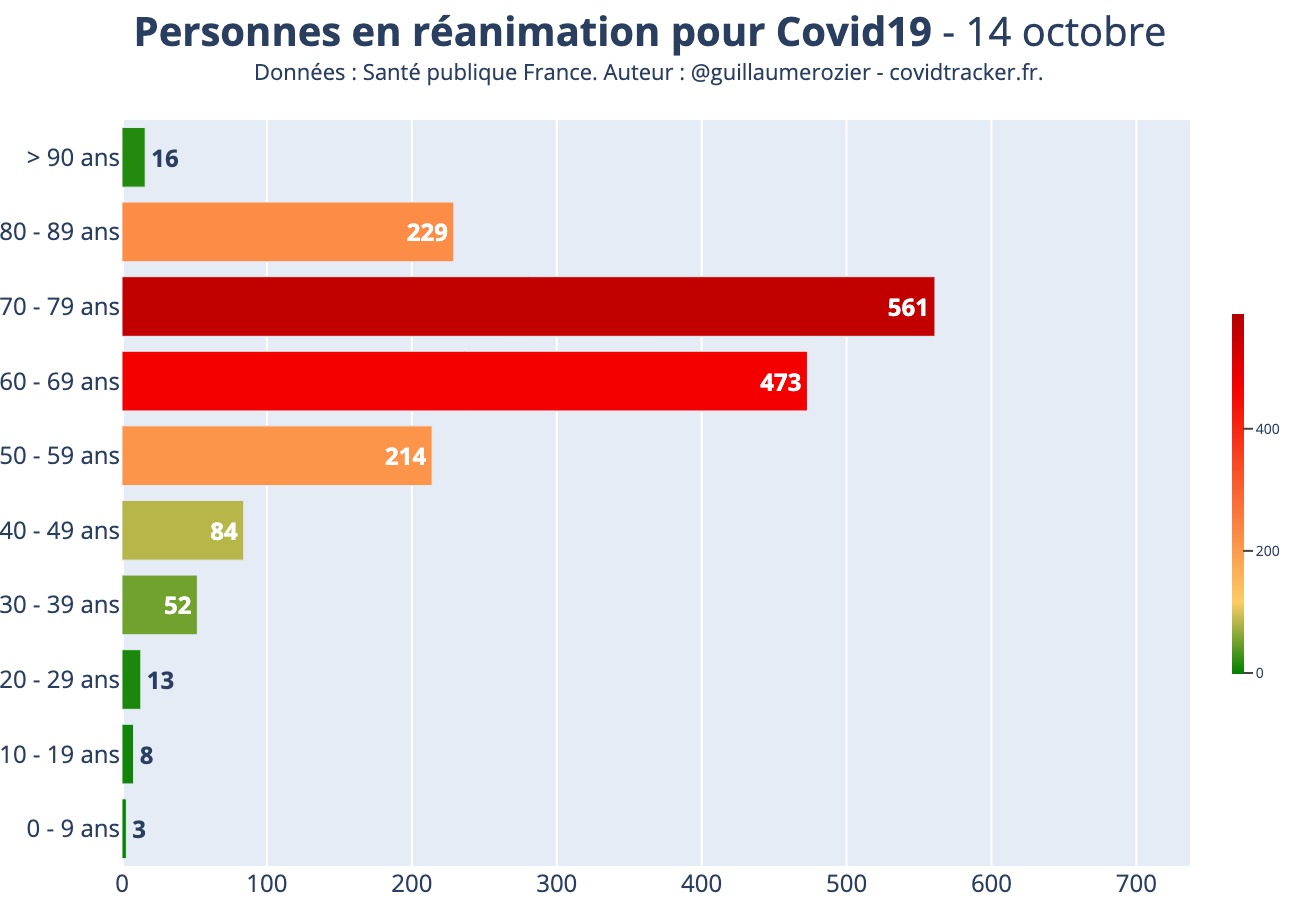 Personnes en réanimation pour Covid19 - 14 octobre
Données : Santé publique France. Auteur : @guillaumerozier - covidtracker.fr.
> 90 ans 16
80 - 89 ans 229
70 - 79 ans 561
60 - 69 ans 473
50 - 59 ans 214
40 - 49 ans 84
30 - 39 ans 52
20 - 29 ans 13
10 - 19 ans 8
0 - 9 ans 3
0 100 200 300 400 500 600 700
400
200
0